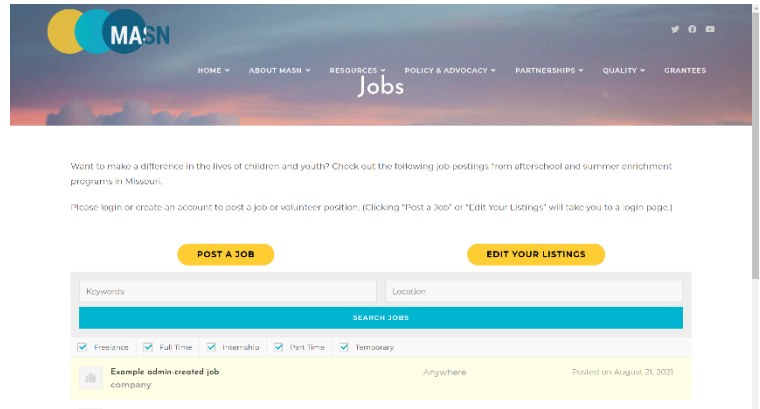 MASN
HOME ABOUT MASN RESOURCES POLICY & ADVOCACY PARTNERSHIPS QUALITY GRANTEES
Jobs
Want to make a difference in the lives of children and youth? Check out the following job postings from afterschool and summer enrichment
programs in Missouri.
Please login or create an account to post a job or volunteer position. (Clicking "Post a Job" or "Edit Your Listings" will take you to a login page.)
POST A JOB EDIT YOUR LISTINGS
Keywords Location
SEARCH JOBS
Freelance Full Time Internship Part Time Temporary
Example admin-created job Anywhere Posted on August 21, 2021
company